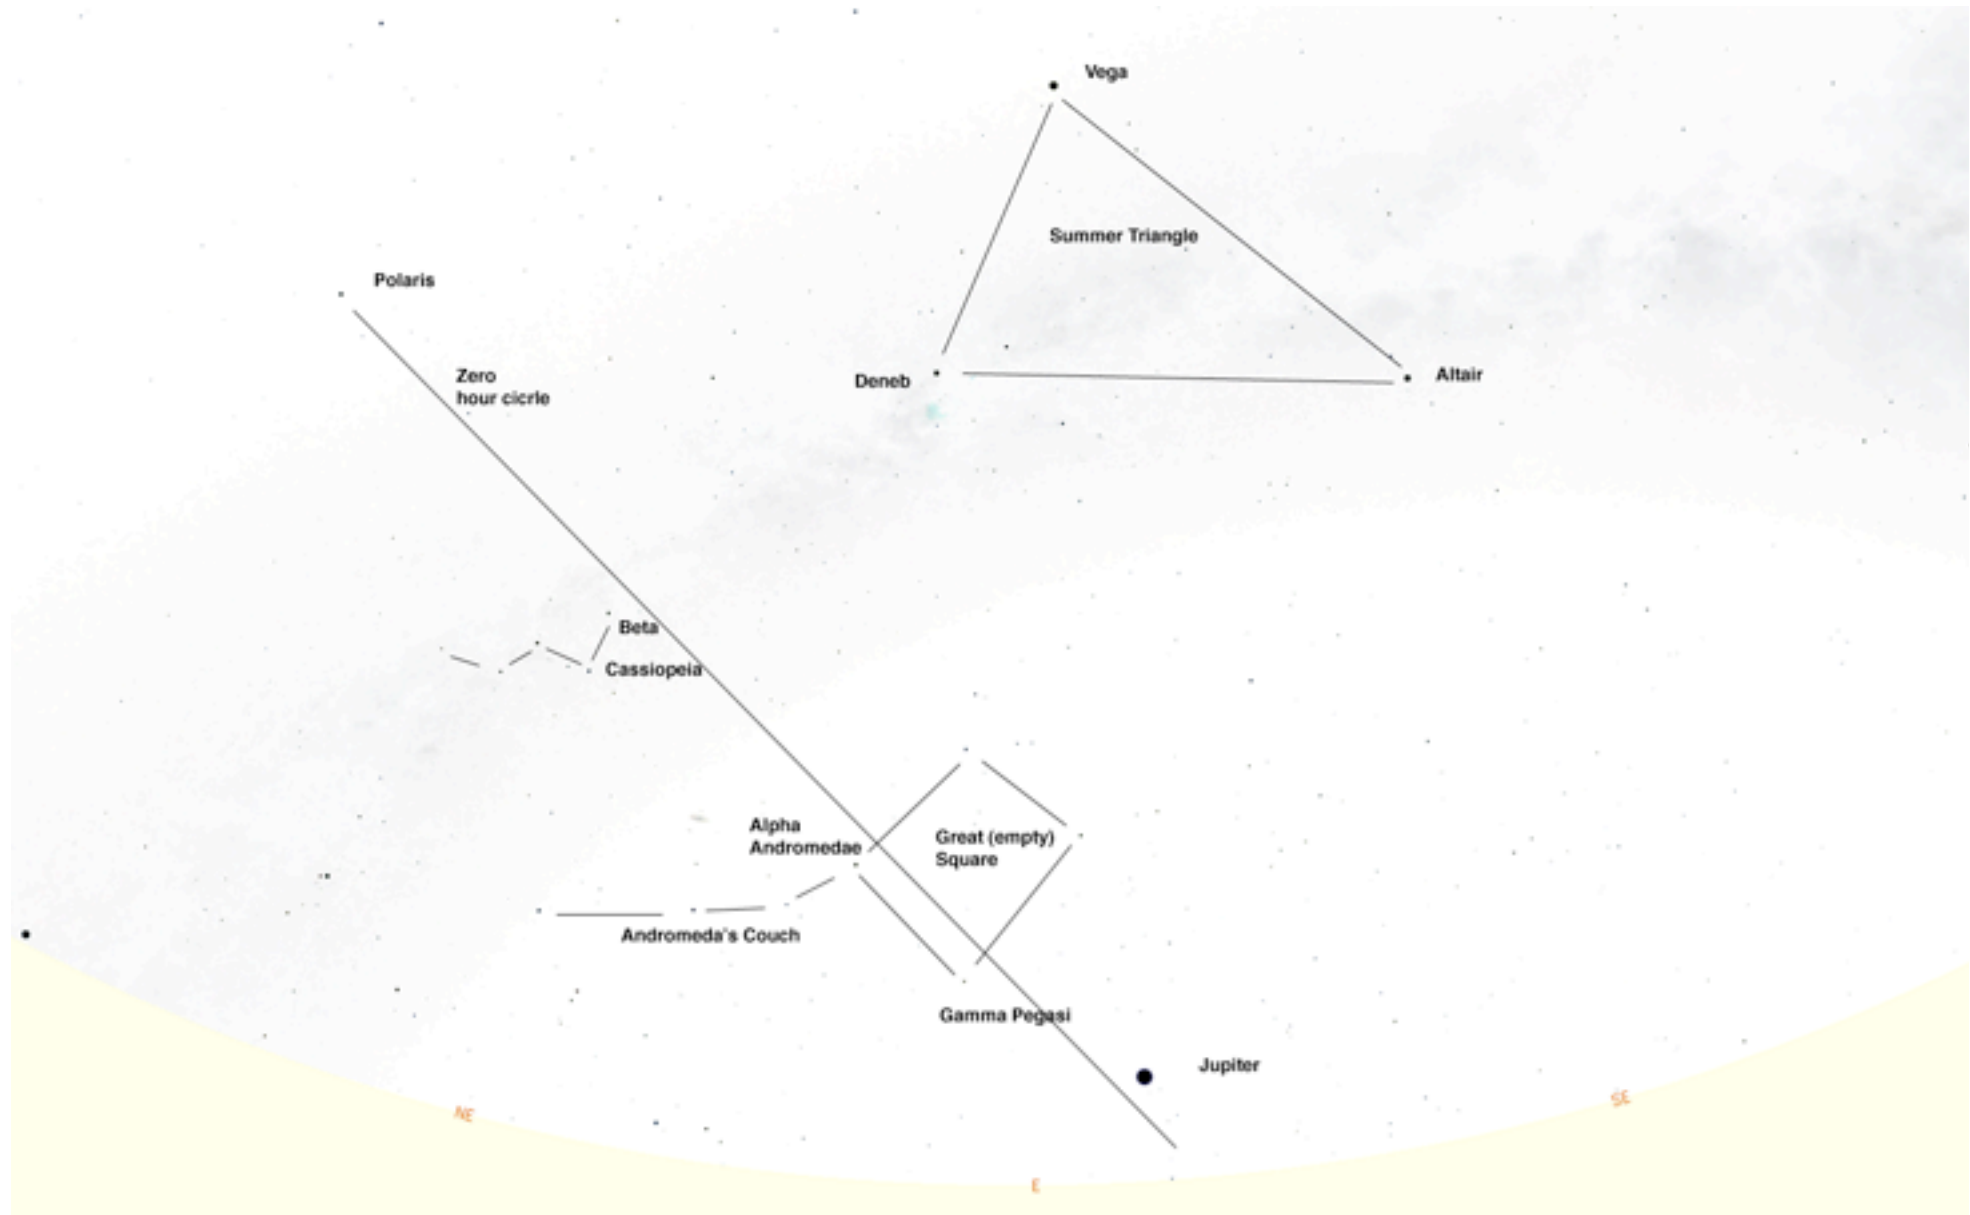 Vega
Summer Triangle
Polaris
Zero
hour cicrle
Deneb
Altair
Beta
Cassiopeia
Alpha
Andromedae
Great (empty)
Square
Andromeda's Couch
Gamma Pegasi
Jupiter
NE
SE
E